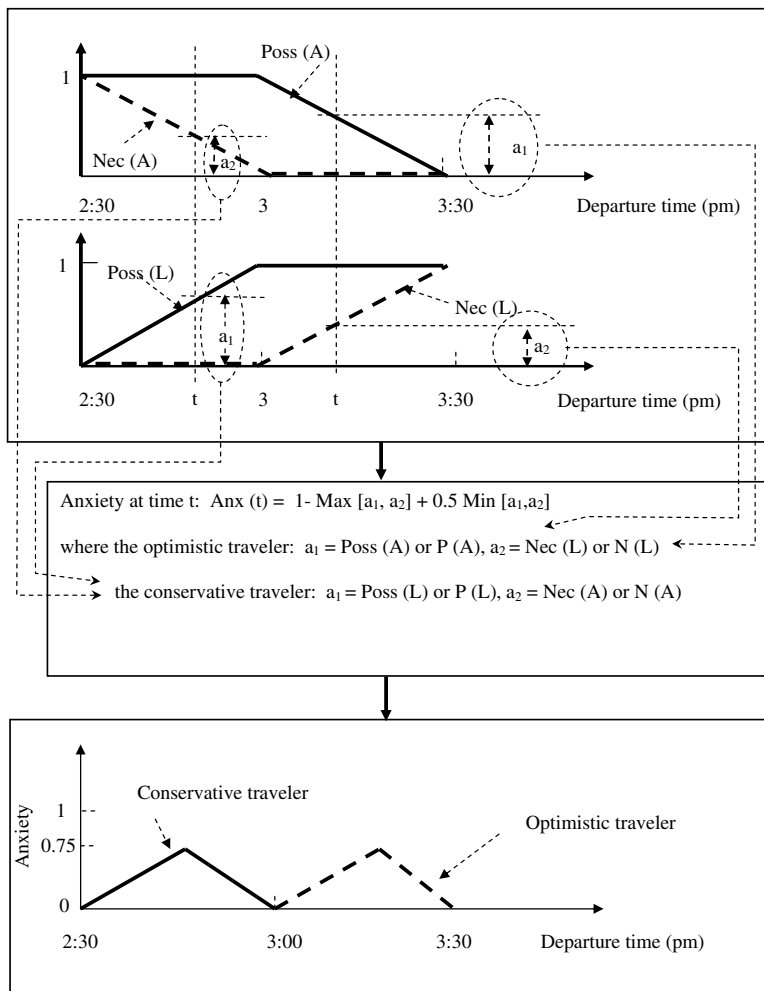 Poss (A)
1
Nec (A)
a2
a1
2:30 3 3:30 Departure time (pm)
1
Poss (L)
Nec (L)
a1
a2
2:30 t 3 t 3:30 Departure time (pm)
Anxiety at time t: Anx (t) = 1- Max [a1, a2] + 0.5 Min [a1,a2]
where the optimistic traveler: a1 = Poss (A) or P (A), a2 = Nec (L) or N (L)
the conservative traveler: a1 = Poss (L) or P (L), a2 = Nec (A) or N (A)
Anxiety
Conservative traveler
1
Optimistic traveler
0.75
0
2:30 3:00 3:30 Departure time (pm)